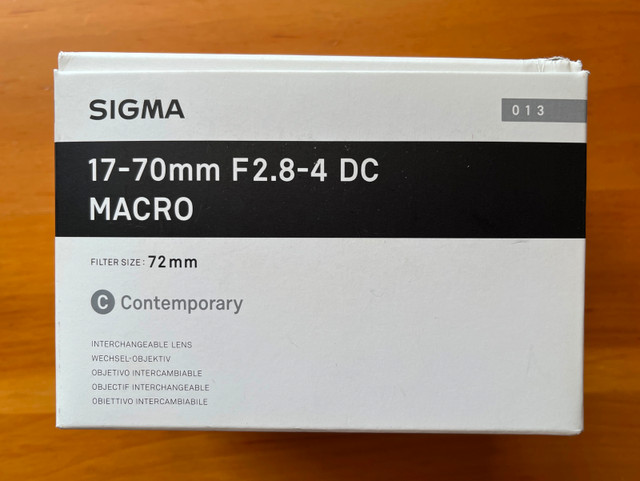 SIGMA
013
17-70mm F2.8-4 DC
MACRO
FILTER SIZE: 72mm
C Contemporary
INTERCHANGEABLE LENS
WECHSEL-OBJEKTIV
OBJETIVO INTERCAMBIABLE
OBJECTIF INTERCHANGEABLE
OBIETTIVO INTERCAMBIABILE